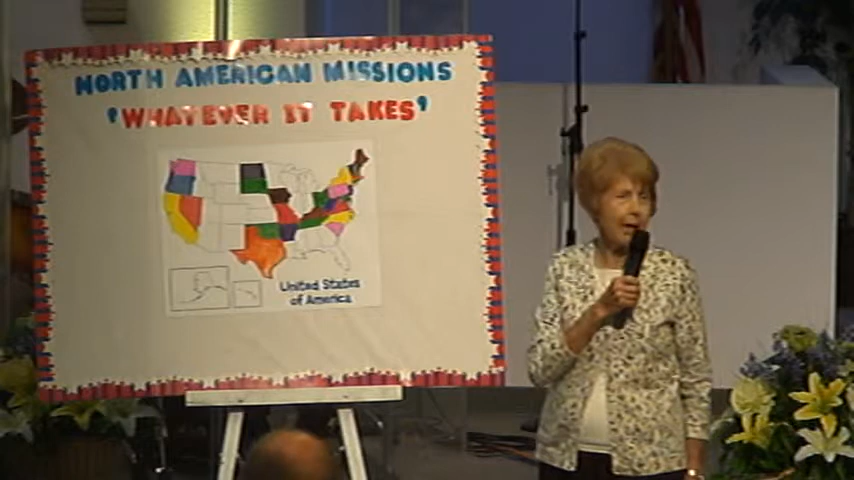 NORTH AMERICAN MISSIONS
'WHATEVER IT TAKES'
United States
of America